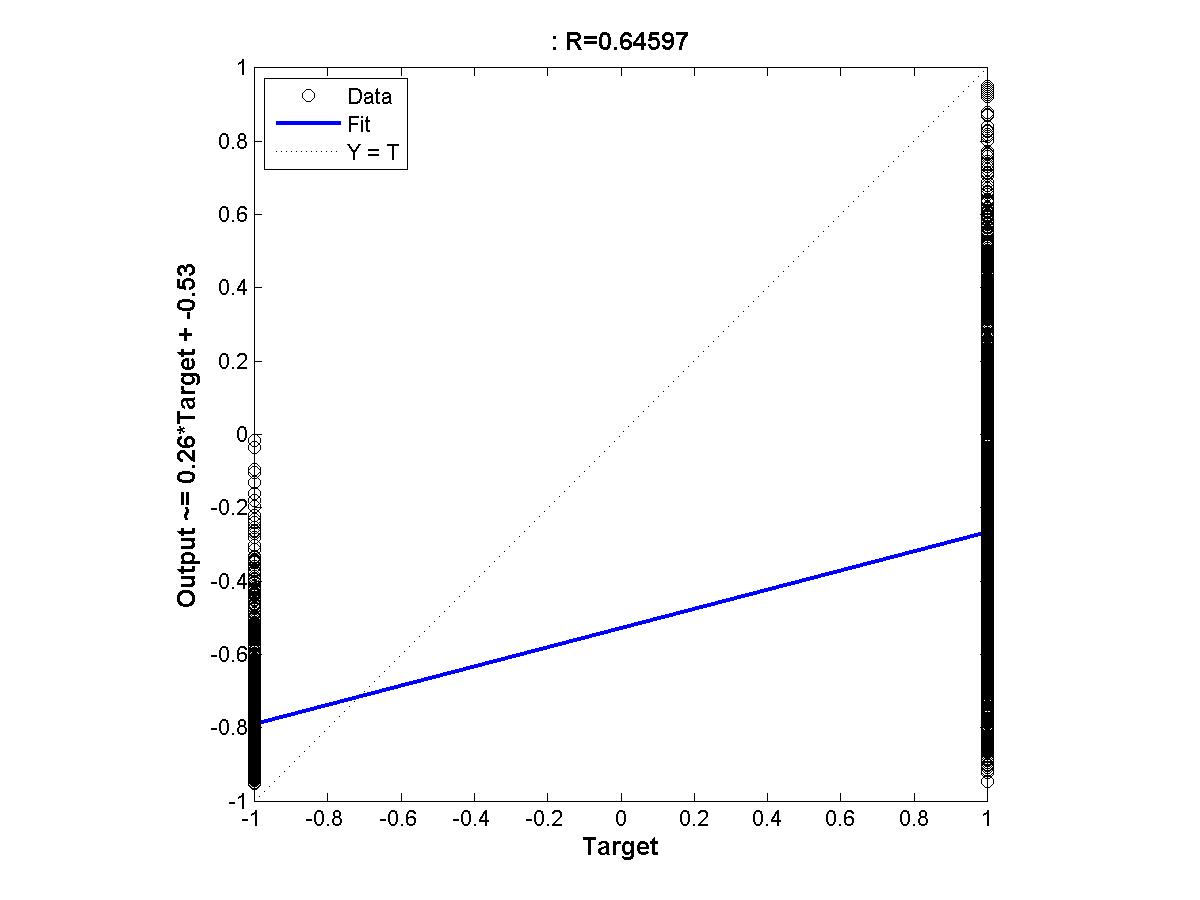 : R=0.64597
Data
Fit
Y = T
1
0.8
0.6
0.4
0.2
0
-0.2
-0.4
-0.6
-0.8
-1
Output ~= 0.26*Target + -0.53
-1 -0.8 -0.6 -0.4 -0.2 0 0.2 0.4 0.6 0.8 1
Target